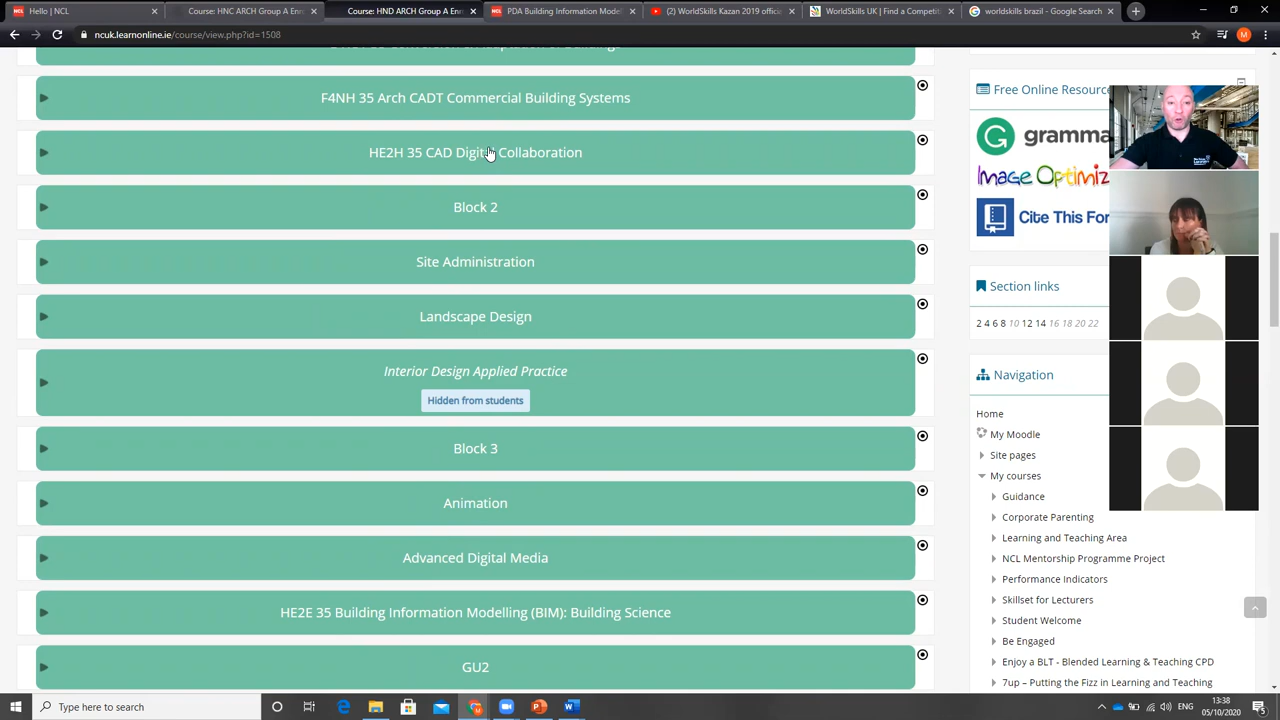 Hello | NCL
Course: HNC ARCH Group A Enr
Course: HND ARCH Group A Enr
PDA Building Information Model
(2) WorldSkills Kazan 2019 offici
WorldSkills UK | Find a Competit
worldskills brazil - Google Search
ncuk.learnonline.ie/course/view.php?id=1508
M
F4NH 35 Arch CADT Commercial Building Systems
HE2H 35 CAD Digital Collaboration
Block 2
Site Administration
Landscape Design
Interior Design Applied Practice
Hidden from students
Block 3
Animation
Advanced Digital Media
HE2E 35 Building Information Modelling (BIM): Building Science
GU2
Free Online Resource
gramma
Image Optimiz
Cite This For
Section links
2 4 6 8 10 12 14 16 18 20 22
Navigation
Home
My Moodle
Site pages
My courses
Guidance
Corporate Parenting
Learning and Teaching Area
NCL Mentorship Programme Project
Performance Indicators
Skillset for Lecturers
Student Welcome
Be Engaged
Enjoy a BLT - Blended Learning & Teaching CPD
7up – Putting the Fizz in Learning and Teaching
Type here to search
ENG
13:38
05/10/2020